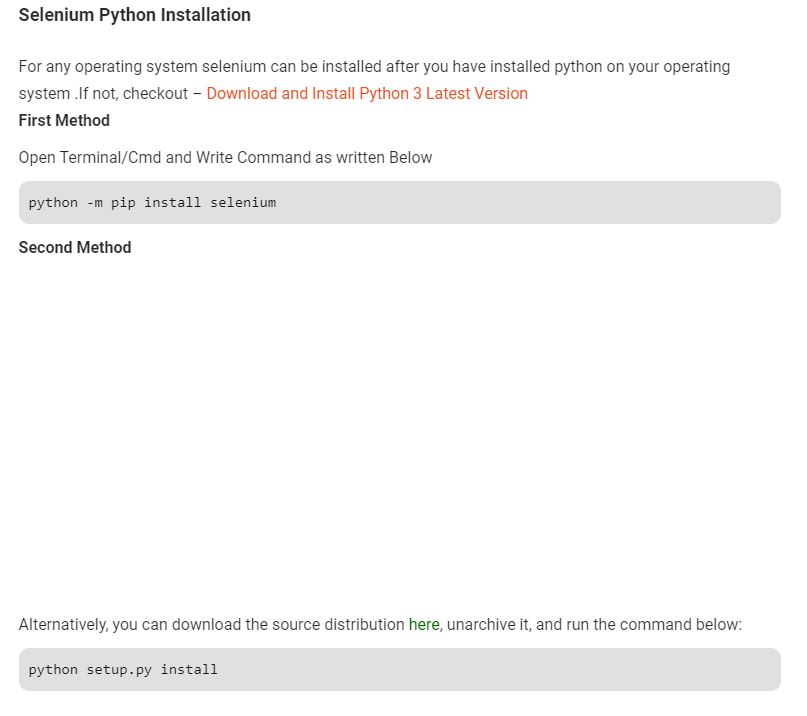 Selenium Python Installation
For any operating system selenium can be installed after you have installed python on your operating
system .If not, checkout – Download and Install Python 3 Latest Version
First Method
Open Terminal/Cmd and Write Command as written Below
python -m pip install selenium
Second Method
Alternatively, you can download the source distribution here, unarchive it, and run the command below:
python setup.py install